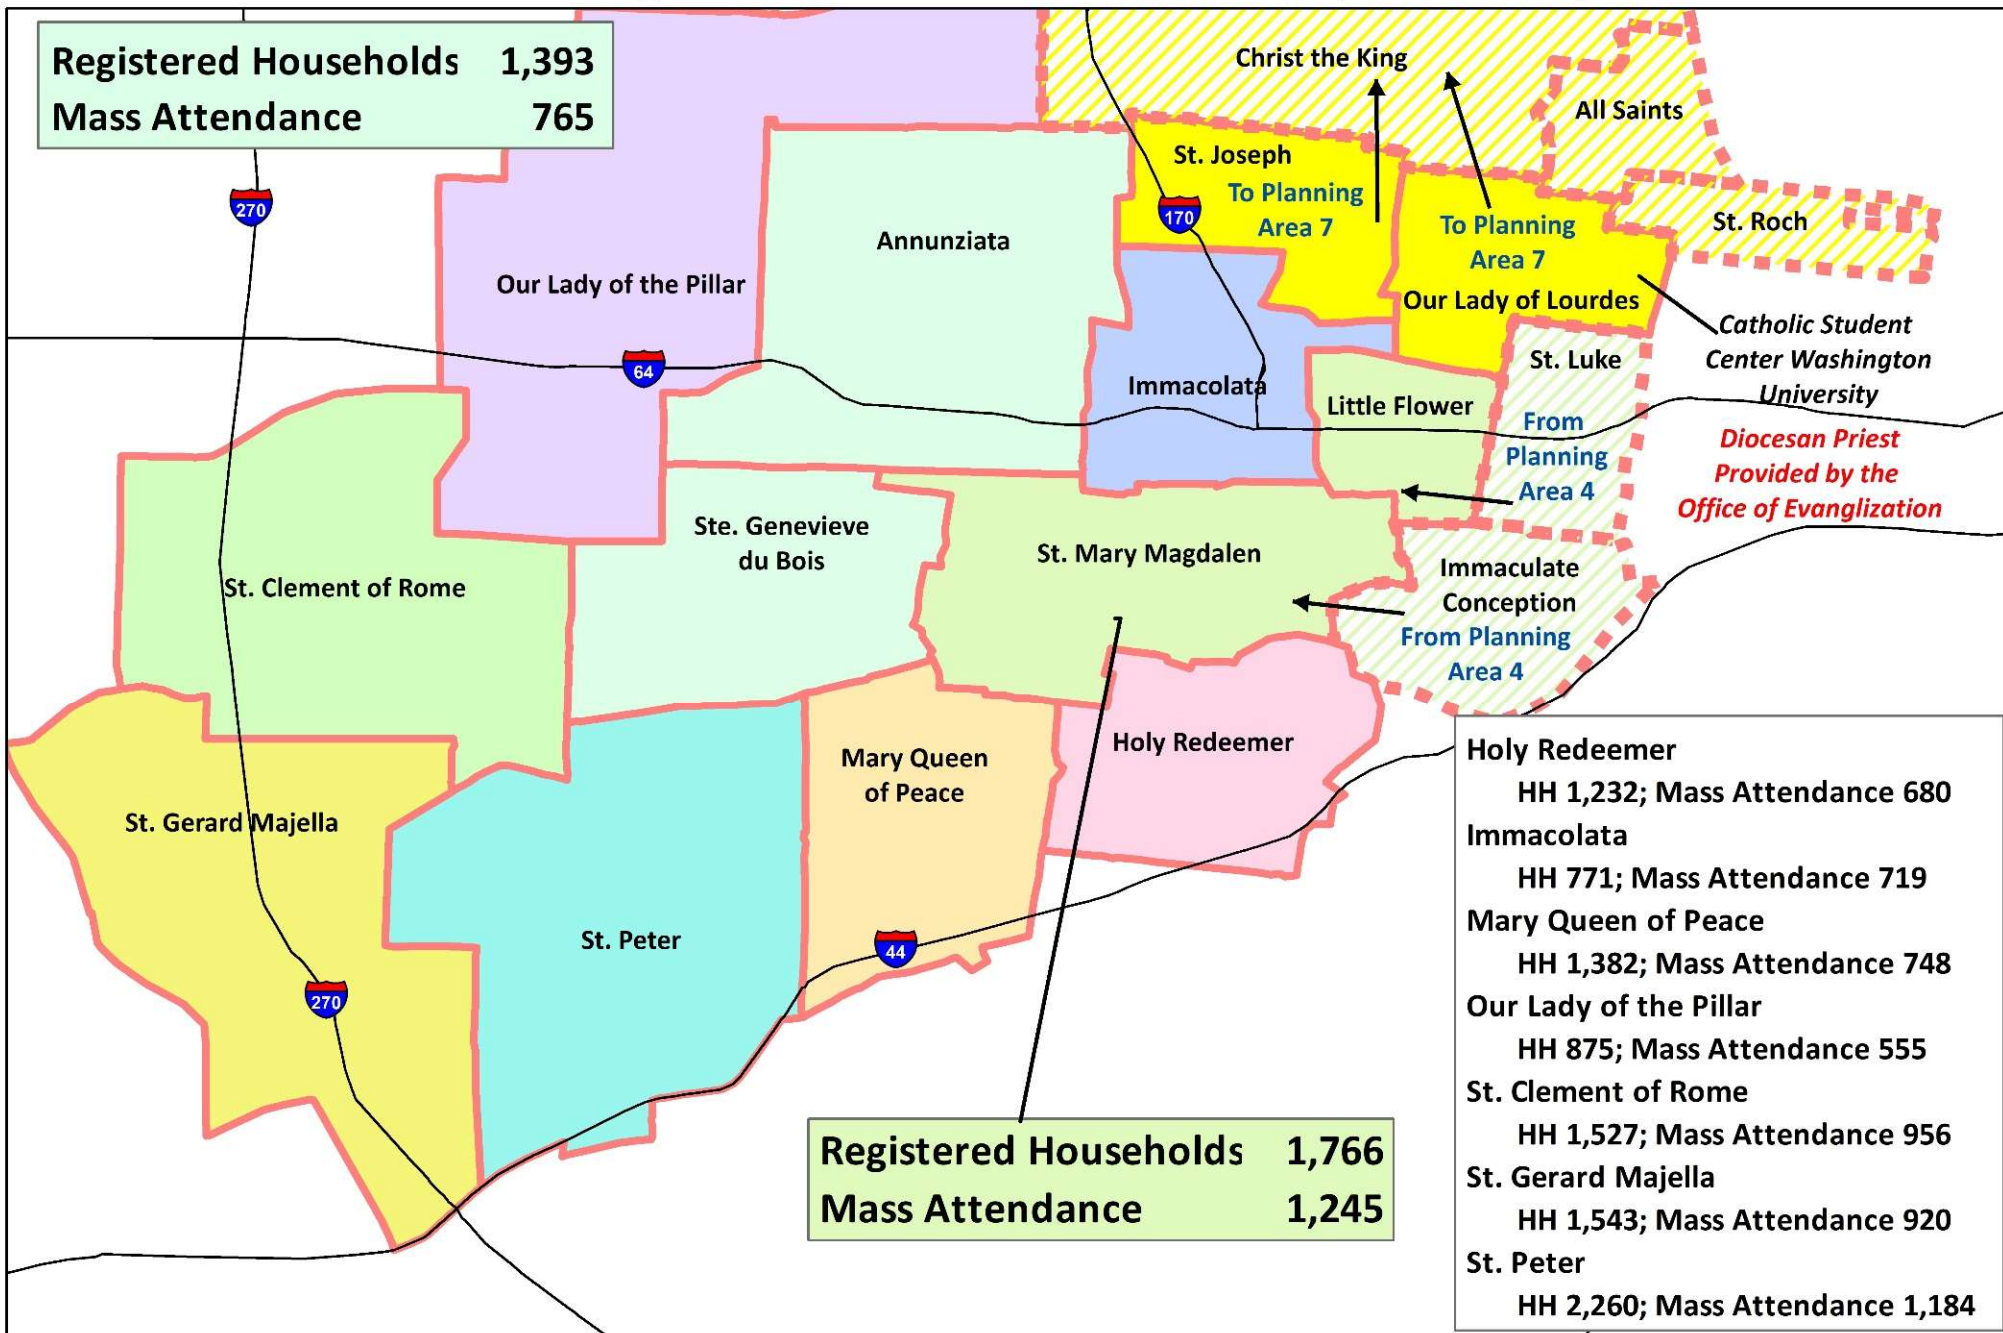 Registered Households 1,393
Mass Attendance 765
Christ the King
All Saints
St. Joseph
To Planning
Area 7
270
170
St. Roch
To Planning
Area 7
Annunziata
Our Lady of the Pillar
Our Lady of Lourdes
Catholic Student
Center Washington
University
64
St. Luke
Immacolata
Little Flower
From
Planning
Area 4
Diocesan Priest
Provided by the
Office of Evanglization
Ste. Genevieve
du Bois
St. Mary Magdalen
Immaculate
Conception
From Planning
Area 4
St. Clement of Rome
Holy Redeemer
Mary Queen
of Peace
St. Gerard Majella
St. Peter
44
270
Holy Redeemer
HH 1,232; Mass Attendance 680
Immacolata
HH 771; Mass Attendance 719
Mary Queen of Peace
HH 1,382; Mass Attendance 748
Our Lady of the Pillar
HH 875; Mass Attendance 555
St. Clement of Rome
HH 1,527; Mass Attendance 956
St. Gerard Majella
HH 1,543; Mass Attendance 920
St. Peter
HH 2,260; Mass Attendance 1,184
Registered Households 1,766
Mass Attendance 1,245